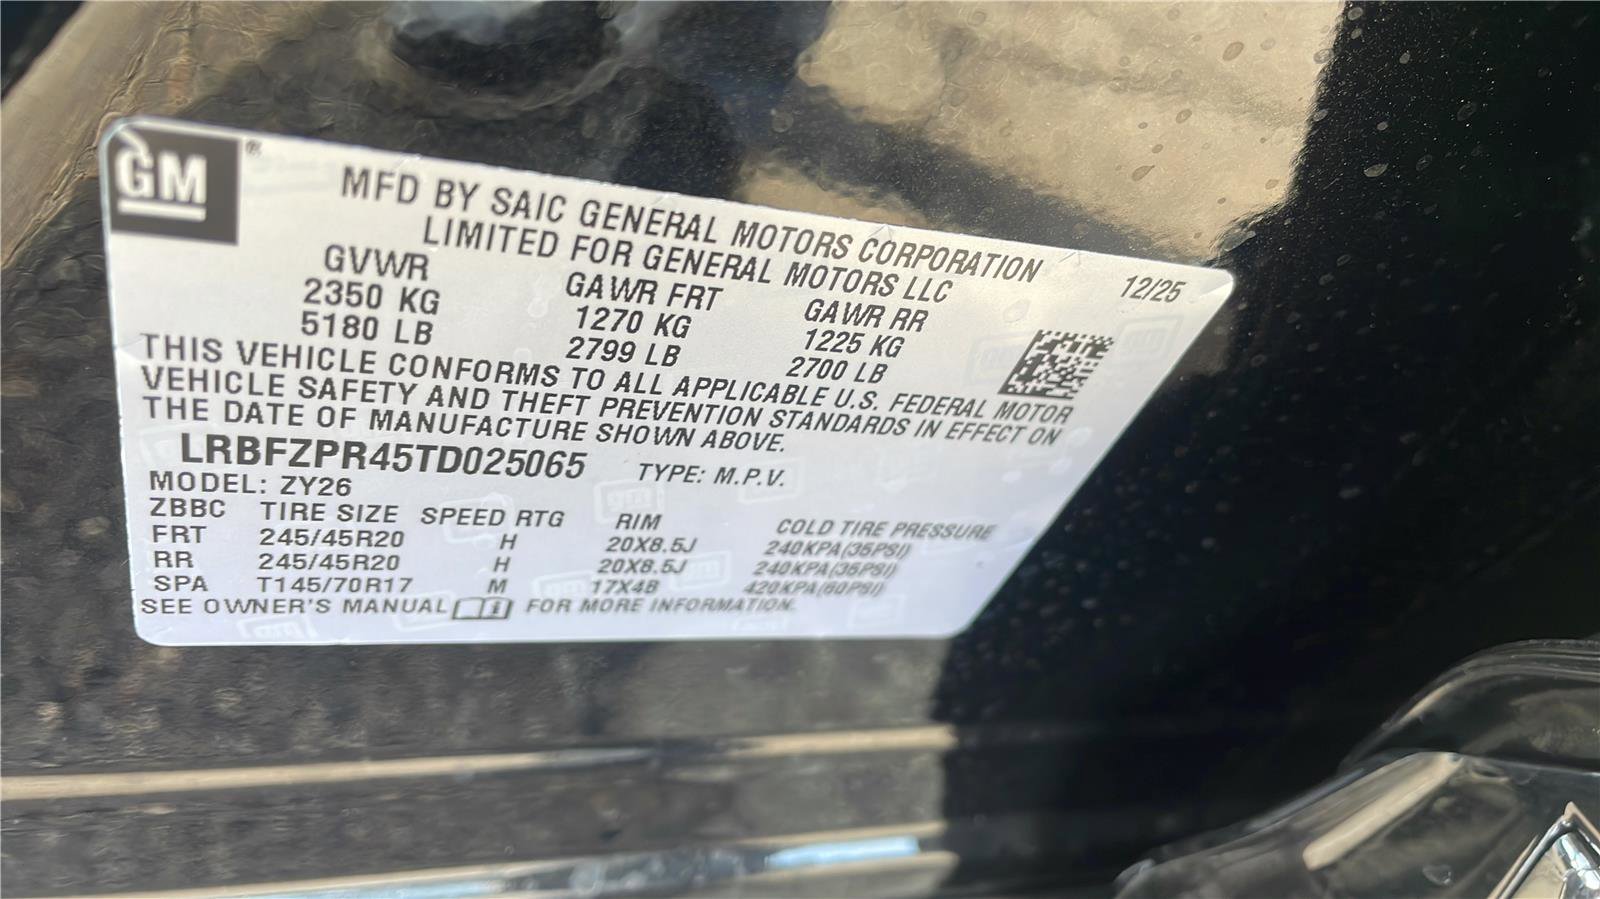 GM ®
MFD BY SAIC GENERAL MOTORS CORPORATION
LIMITED FOR GENERAL MOTORS LLC
12/25
GVWR GAWR FRT GAWR RR
2350 KG 1270 KG 1225 KG
5180 LB 2799 LB 2700 LB
THIS VEHICLE CONFORMS TO ALL APPLICABLE U.S. FEDERAL MOTOR
VEHICLE SAFETY AND THEFT PREVENTION STANDARDS IN EFFECT ON
THE DATE OF MANUFACTURE SHOWN ABOVE.
LRBFZPR45TD025065 TYPE: M.P.V.
MODEL: ZY26
ZBBC TIRE SIZE SPEED RTG RIM COLD TIRE PRESSURE
FRT 245/45R20 H 20X8.5J 240KPA(35PSI)
RR 245/45R20 H 20X8.5J 240KPA(35PSI)
SPA T145/70R17 M 17X4B 420KPA(60PSI)
SEE OWNER'S MANUAL FOR MORE INFORMATION.